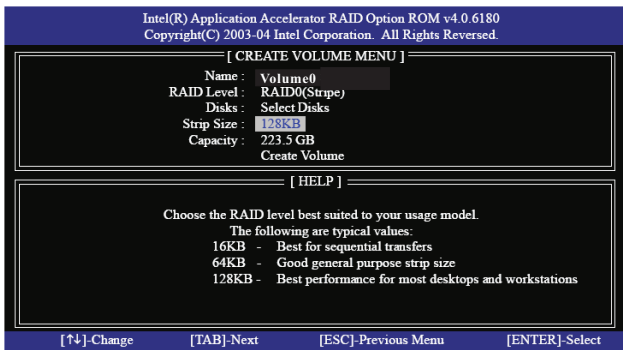 Intel(R) Application Accelerator RAID Option ROM v4.0.6180
Copyright(C) 2003-04 Intel Corporation. All Rights Reversed.
[ CREATE VOLUME MENU ]
Name : Volume0
RAID Level : RAID0(Stripe)
Disks : Select Disks
Strip Size : 128KB
Capacity : 223.5 GB
Create Volume
[ HELP ]
Choose the RAID level best suited to your usage model.
The following are typical values:
16KB - Best for sequential transfers
64KB - Good general purpose strip size
128KB - Best performance for most desktops and workstations
[↑↓]-Change [TAB]-Next [ESC]-Previous Menu [ENTER]-Select